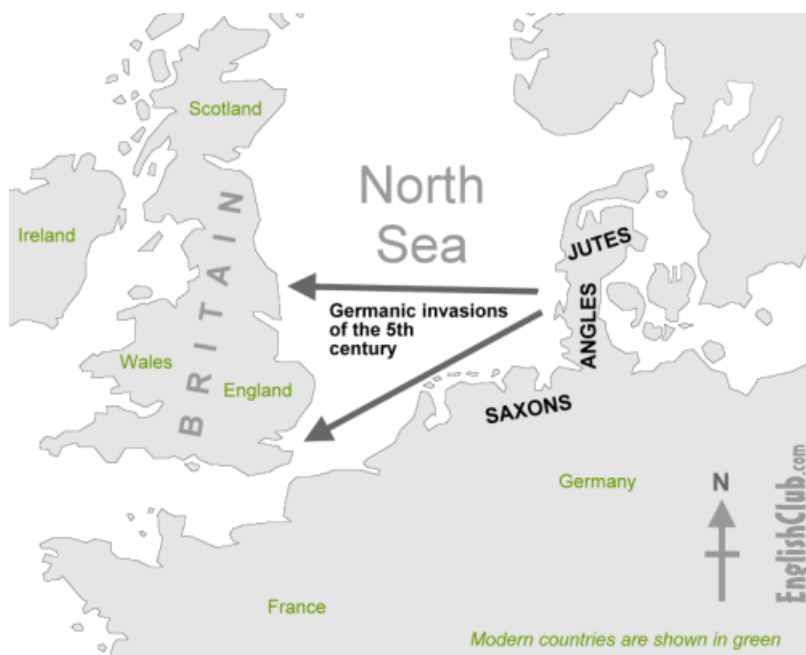 Scotland
North
Sea
Ireland
BRITAIN
JUTES
Germanic invasions
of the 5th
century
ANGLES
Wales
England
SAXONS
Germany
N
EnglishClub.com
France
Modern countries are shown in green